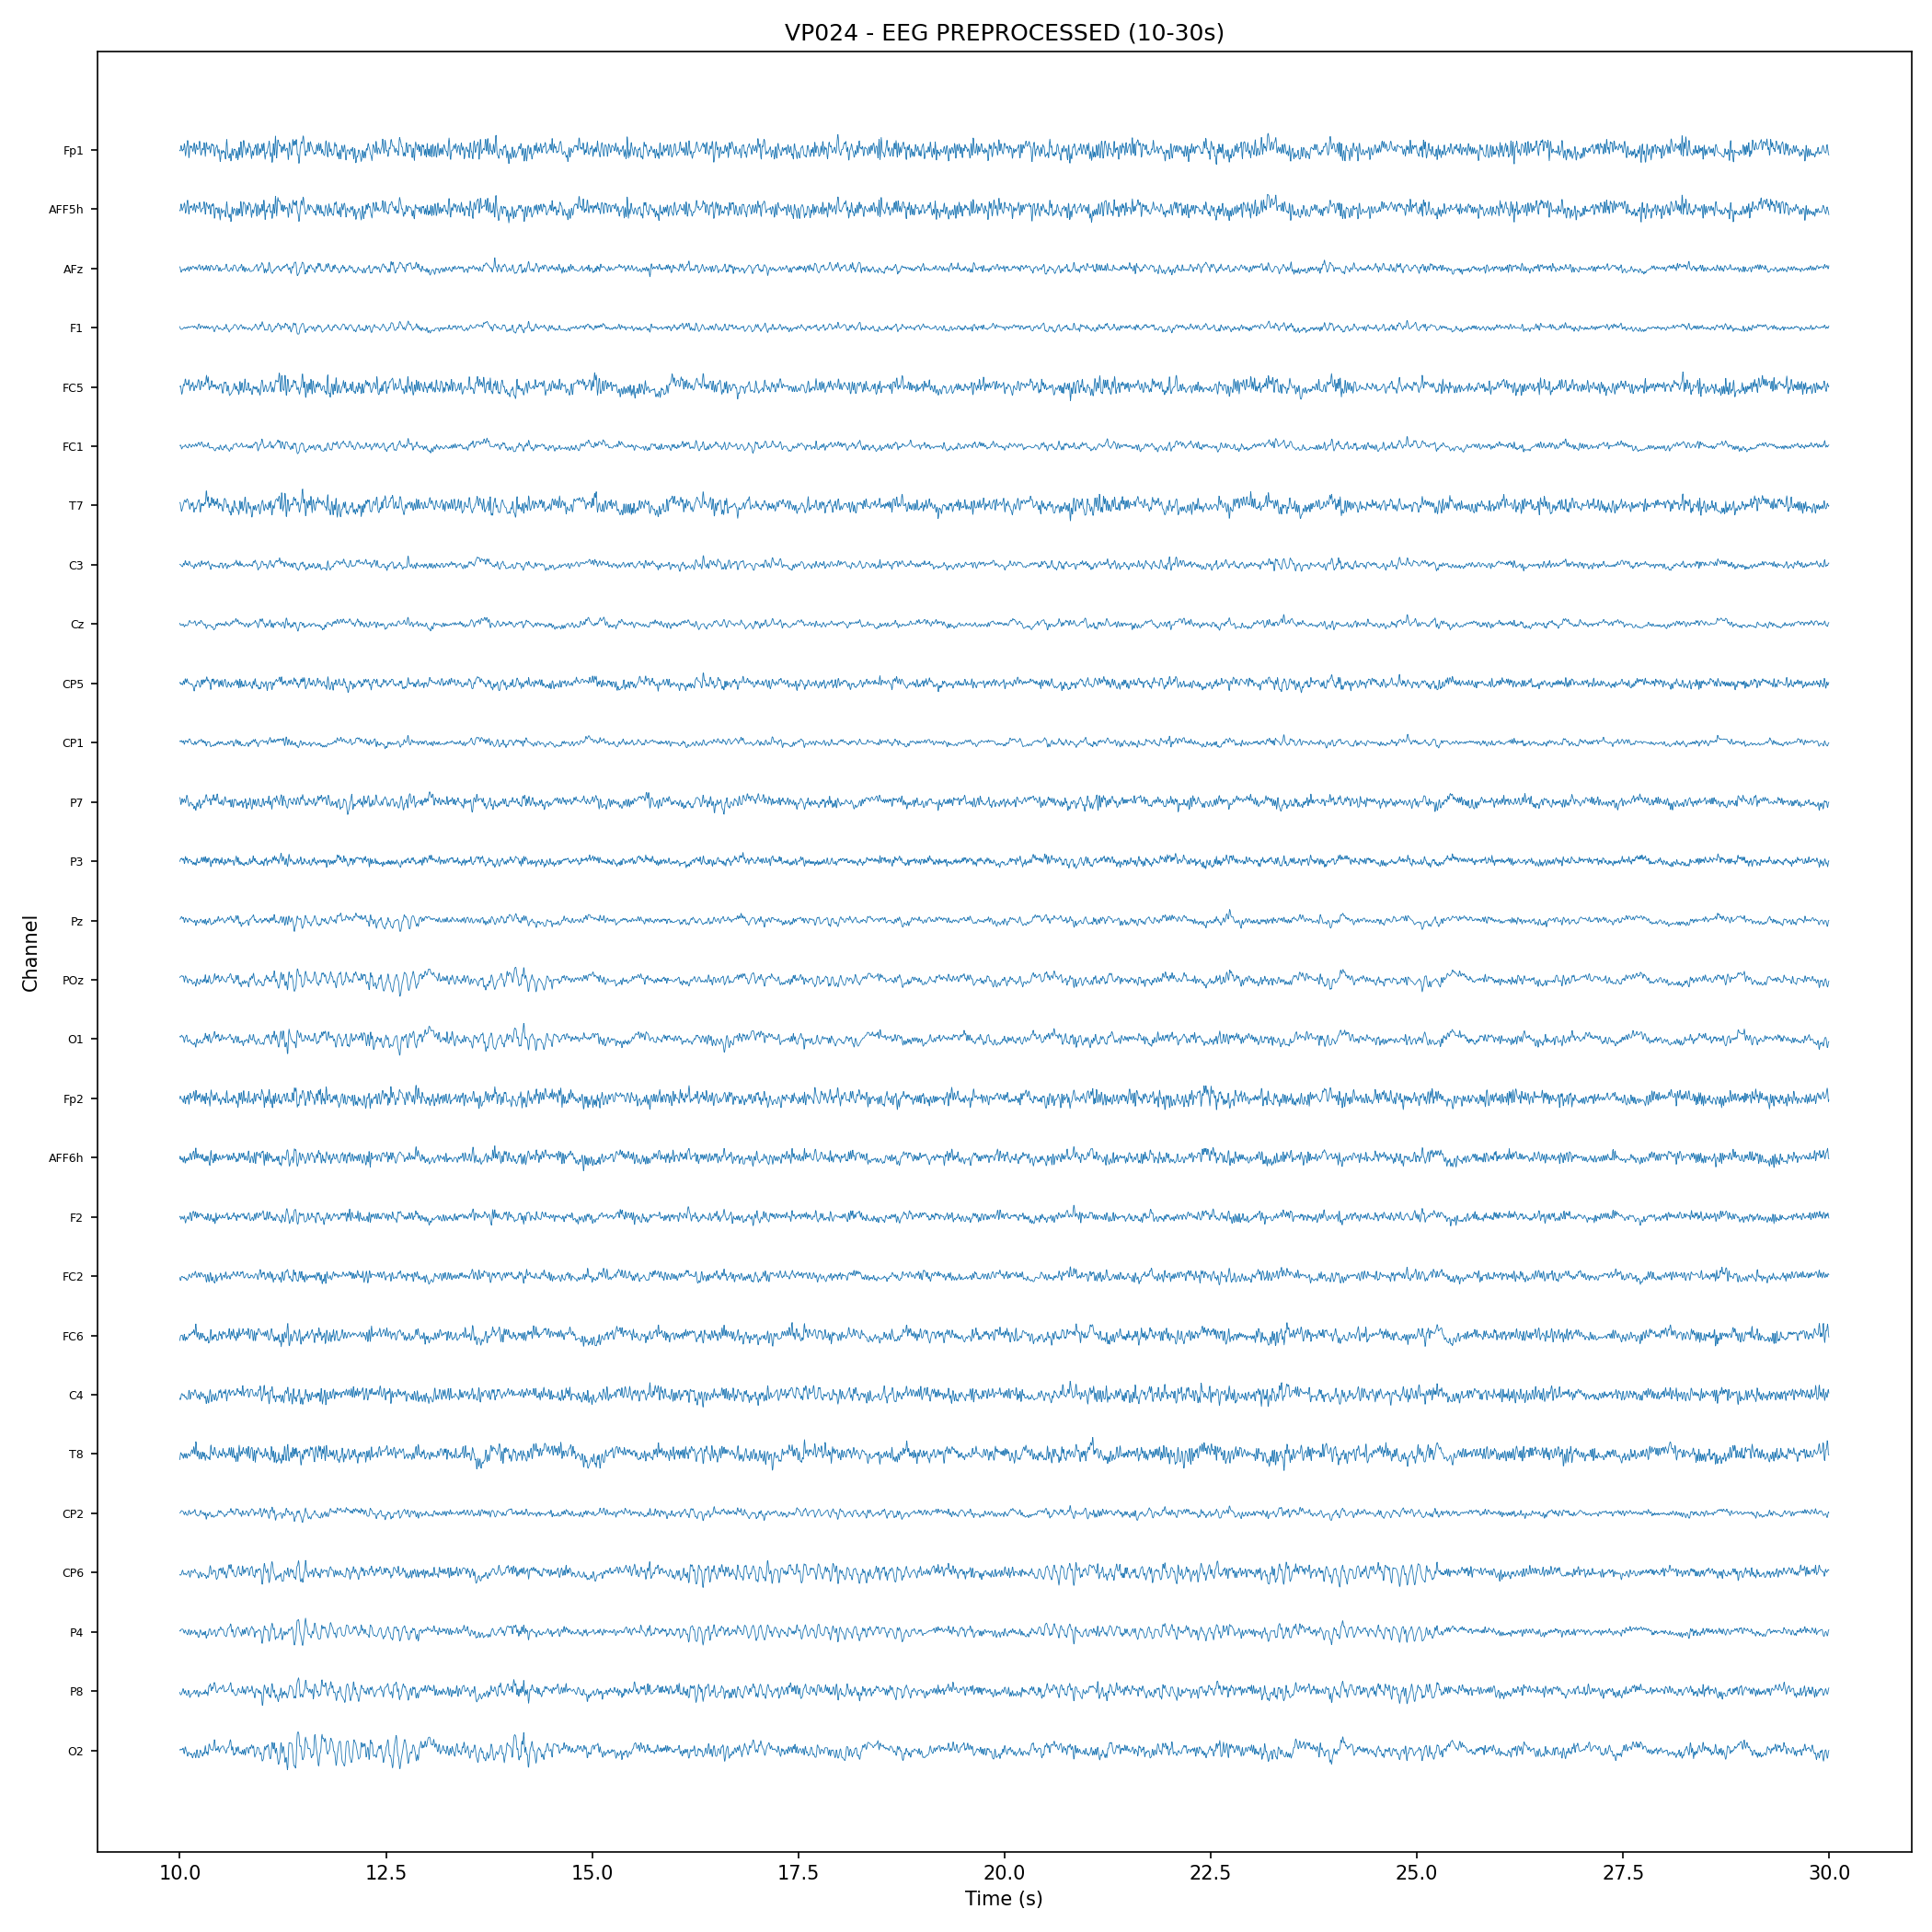 VP024 - EEG PREPROCESSED (10-30s)
Fp1
AFF5h
AFz
F1
FC5
FC1
T7
C3
Cz
CP5
CP1
P7
P3
Pz
POz
O1
Fp2
AFF6h
F2
FC2
FC6
C4
T8
CP2
CP6
P4
P8
O2
Channel
10.0 12.5 15.0 17.5 20.0 22.5 25.0 27.5 30.0
Time (s)